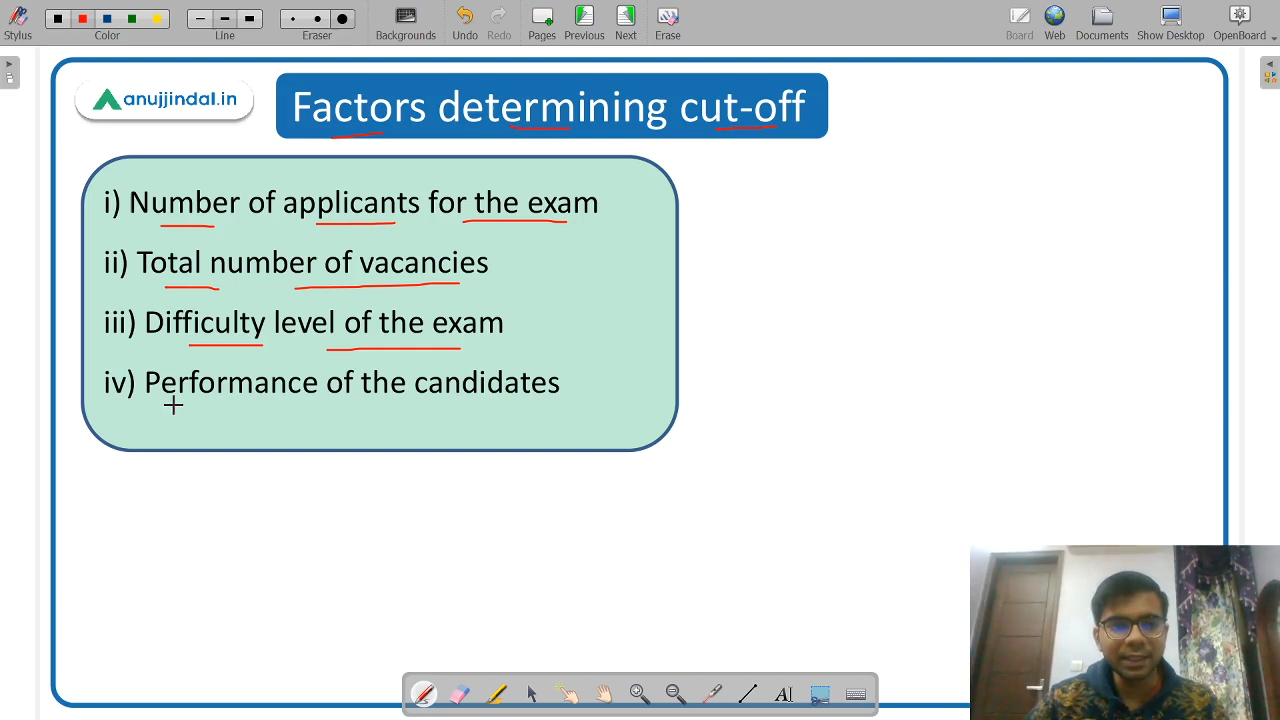 Stylus
Color
Line
Eraser
Backgrounds
Undo
Redo
Pages
Previous
Next
Erase
Board
Web
Documents
Show Desktop
OpenBoard
anujjindal.in
Factors determining cut-off
i) Number of applicants for the exam
ii) Total number of vacancies
iii) Difficulty level of the exam
iv) Performance of the candidates